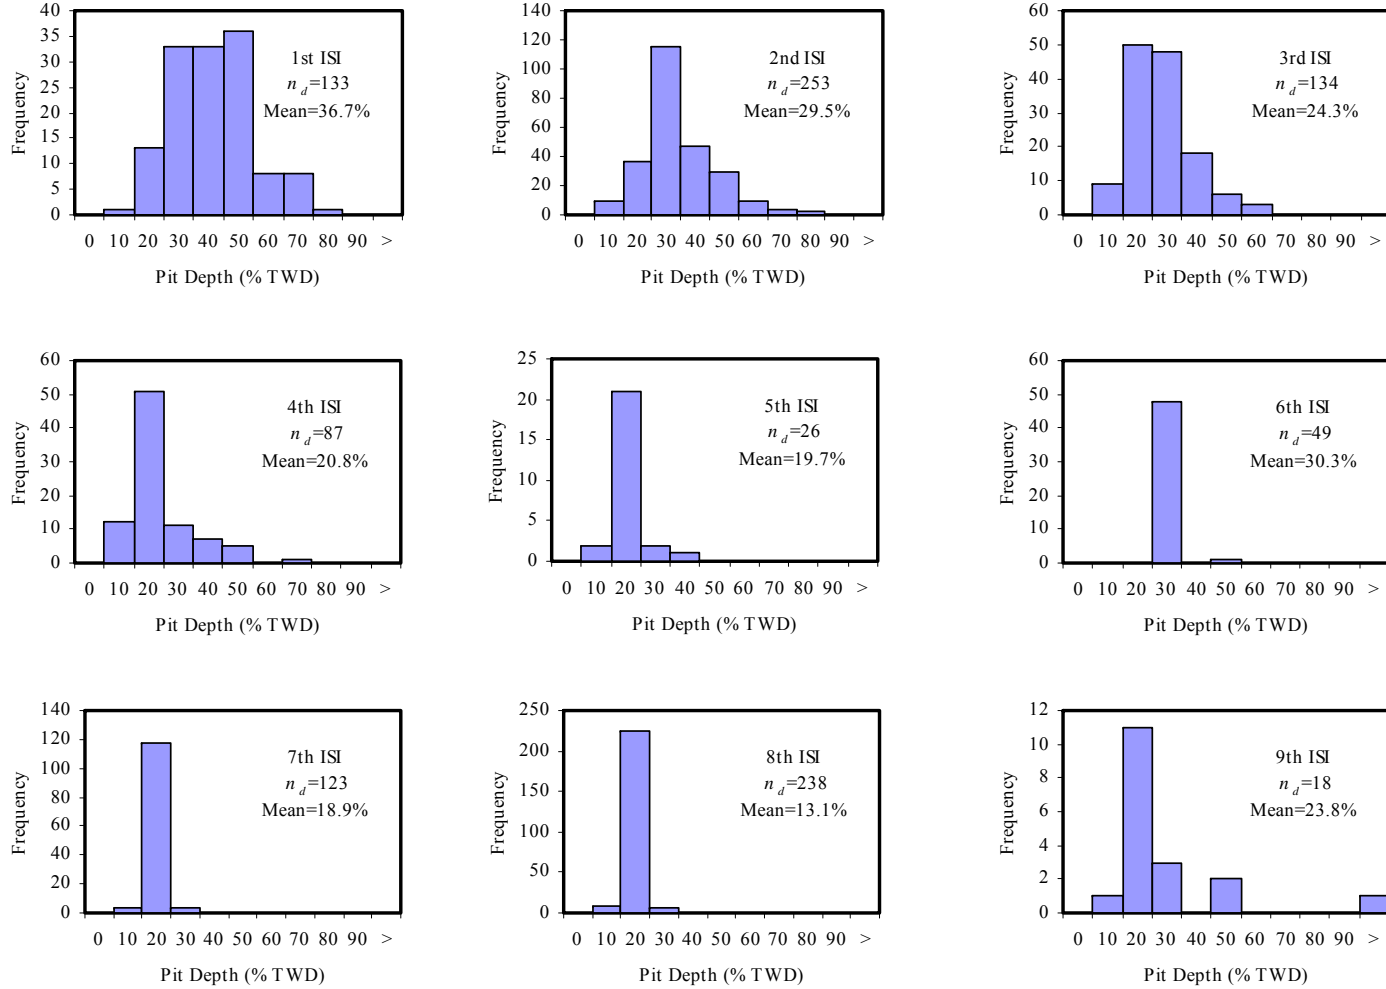 40
35
30
25
20
15
10
5
0
Frequency
1st ISI
n d =133
Mean=36.7%
0 10 20 30 40 50 60 70 80 90 >
Pit Depth (% TWD)
140
120
100
80
60
40
20
0
Frequency
2nd ISI
n d =253
Mean=29.5%
0 10 20 30 40 50 60 70 80 90 >
Pit Depth (% TWD)
60
50
40
30
20
10
0
Frequency
3rd ISI
n d =134
Mean=24.3%
0 10 20 30 40 50 60 70 80 90 >
Pit Depth (% TWD)
60
50
40
30
20
10
0
Frequency
4th ISI
n d =87
Mean=20.8%
0 10 20 30 40 50 60 70 80 90 >
Pit Depth (% TWD)
25
20
15
10
5
0
Frequency
5th ISI
n d =26
Mean=19.7%
0 10 20 30 40 50 60 70 80 90 >
Pit Depth (% TWD)
60
50
40
30
20
10
0
Frequency
6th ISI
n d =49
Mean=30.3%
0 10 20 30 40 50 60 70 80 90 >
Pit Depth (% TWD)
140
120
100
80
60
40
20
0
Frequency
7th ISI
n d =123
Mean=18.9%
0 10 20 30 40 50 60 70 80 90 >
Pit Depth (% TWD)
250
200
150
100
50
0
Frequency
8th ISI
n d =238
Mean=13.1%
0 10 20 30 40 50 60 70 80 90 >
Pit Depth (% TWD)
12
10
8
6
4
2
0
Frequency
9th ISI
n d =18
Mean=23.8%
0 10 20 30 40 50 60 70 80 90 >
Pit Depth (% TWD)